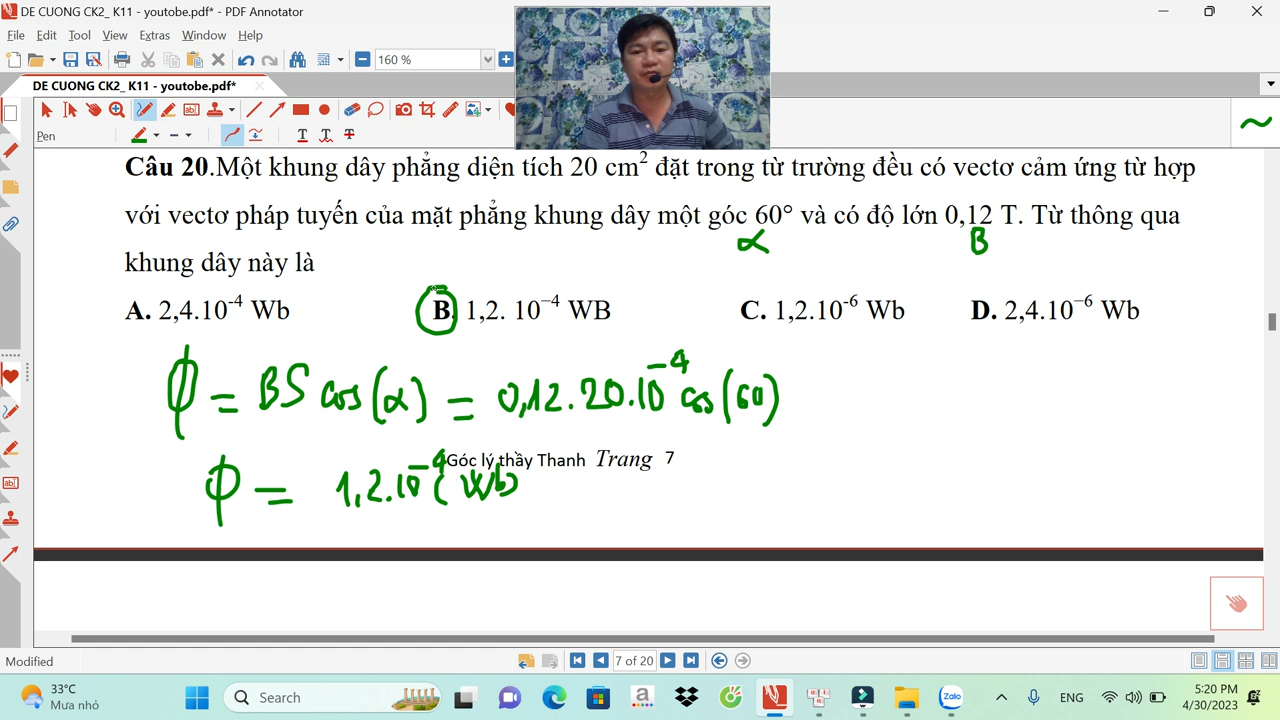 DE CUONG CK2_ K11 - youtobe.pdf* - PDF Annotator
File Edit Tool View Extras Window Help
160 %
DE CUONG CK2_ K11 - youtobe.pdf*
Pen
Câu 20.Một khung dây phẳng diện tích 20 cm² đặt trong từ trường đều có vectơ cảm ứng từ hợp
với vectơ pháp tuyến của mặt phẳng khung dây một góc 60° và có độ lớn 0,12 T. Từ thông qua
α B
khung dây này là
A. 2,4.10⁻⁴ Wb B. 1,2. 10⁻⁴ WB C. 1,2.10⁻⁶ Wb D. 2,4.10⁻⁶ Wb
ϕ = BS cos(α) = 0,12.20.10⁻⁴ cos(60)
Góc lý thầy Thanh Trang 7
ϕ = 1,2.10⁻⁴ ( Wb)
Modified
7 of 20
33°C
Mưa nhỏ
Search
Zalo
ENG
5:20 PM
4/30/2023